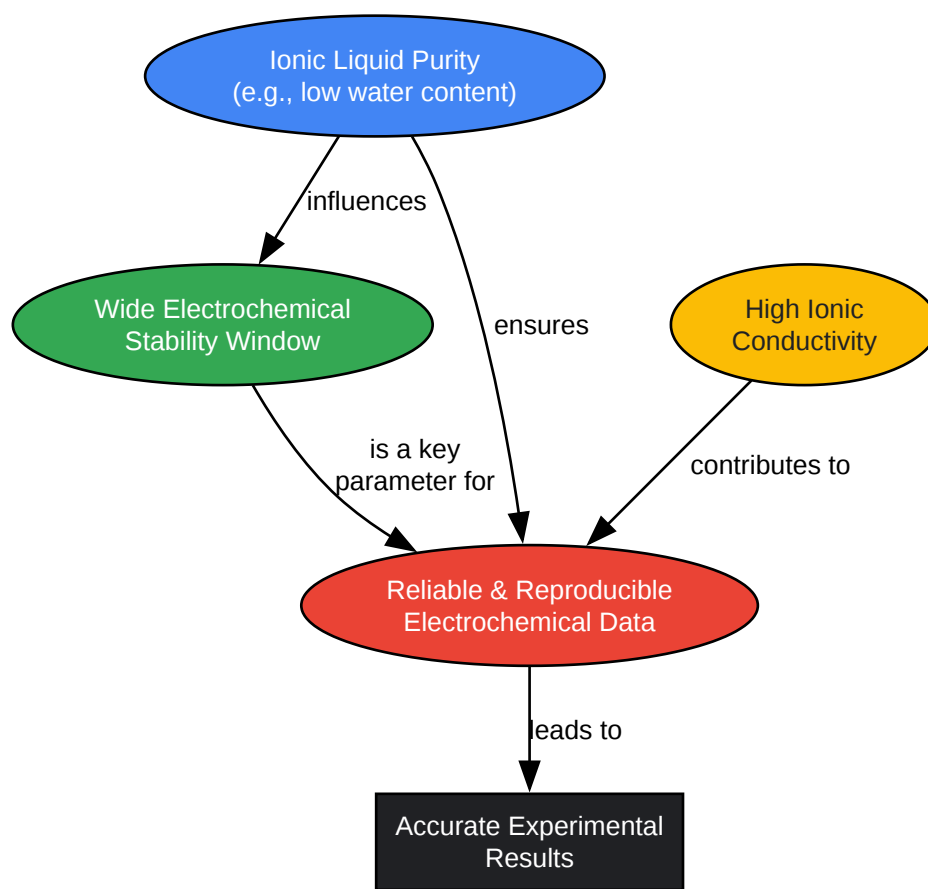 Ionic Liquid Purity
(e.g., low water content)
influences
Wide Electrochemical
Stability Window
ensures
High Ionic
Conductivity
is a key
parameter for
contributes to
Reliable & Reproducible
Electrochemical Data
leads to
Accurate Experimental
Results